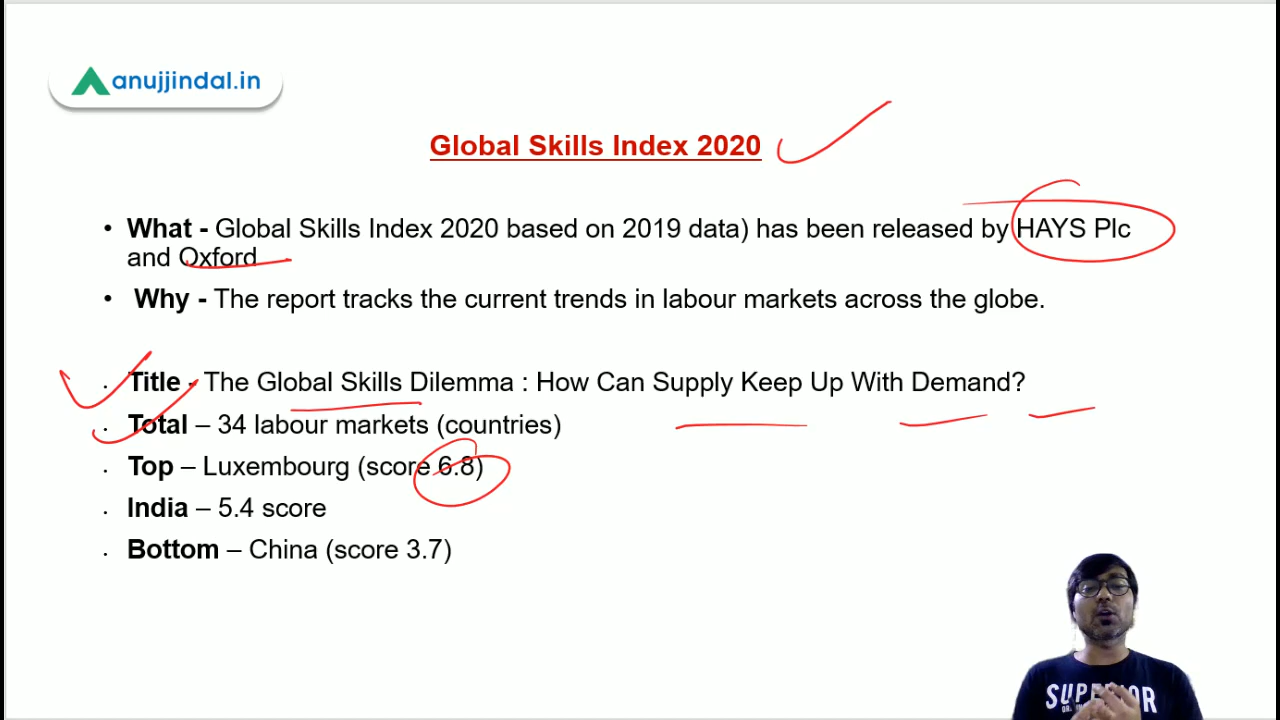 anujjindal.in
Global Skills Index 2020
• What - Global Skills Index 2020 based on 2019 data) has been released by HAYS Plc
and Oxford
• Why - The report tracks the current trends in labour markets across the globe.
. Title - The Global Skills Dilemma : How Can Supply Keep Up With Demand?
. Total – 34 labour markets (countries)
. Top – Luxembourg (score 6.8)
. India – 5.4 score
. Bottom – China (score 3.7)